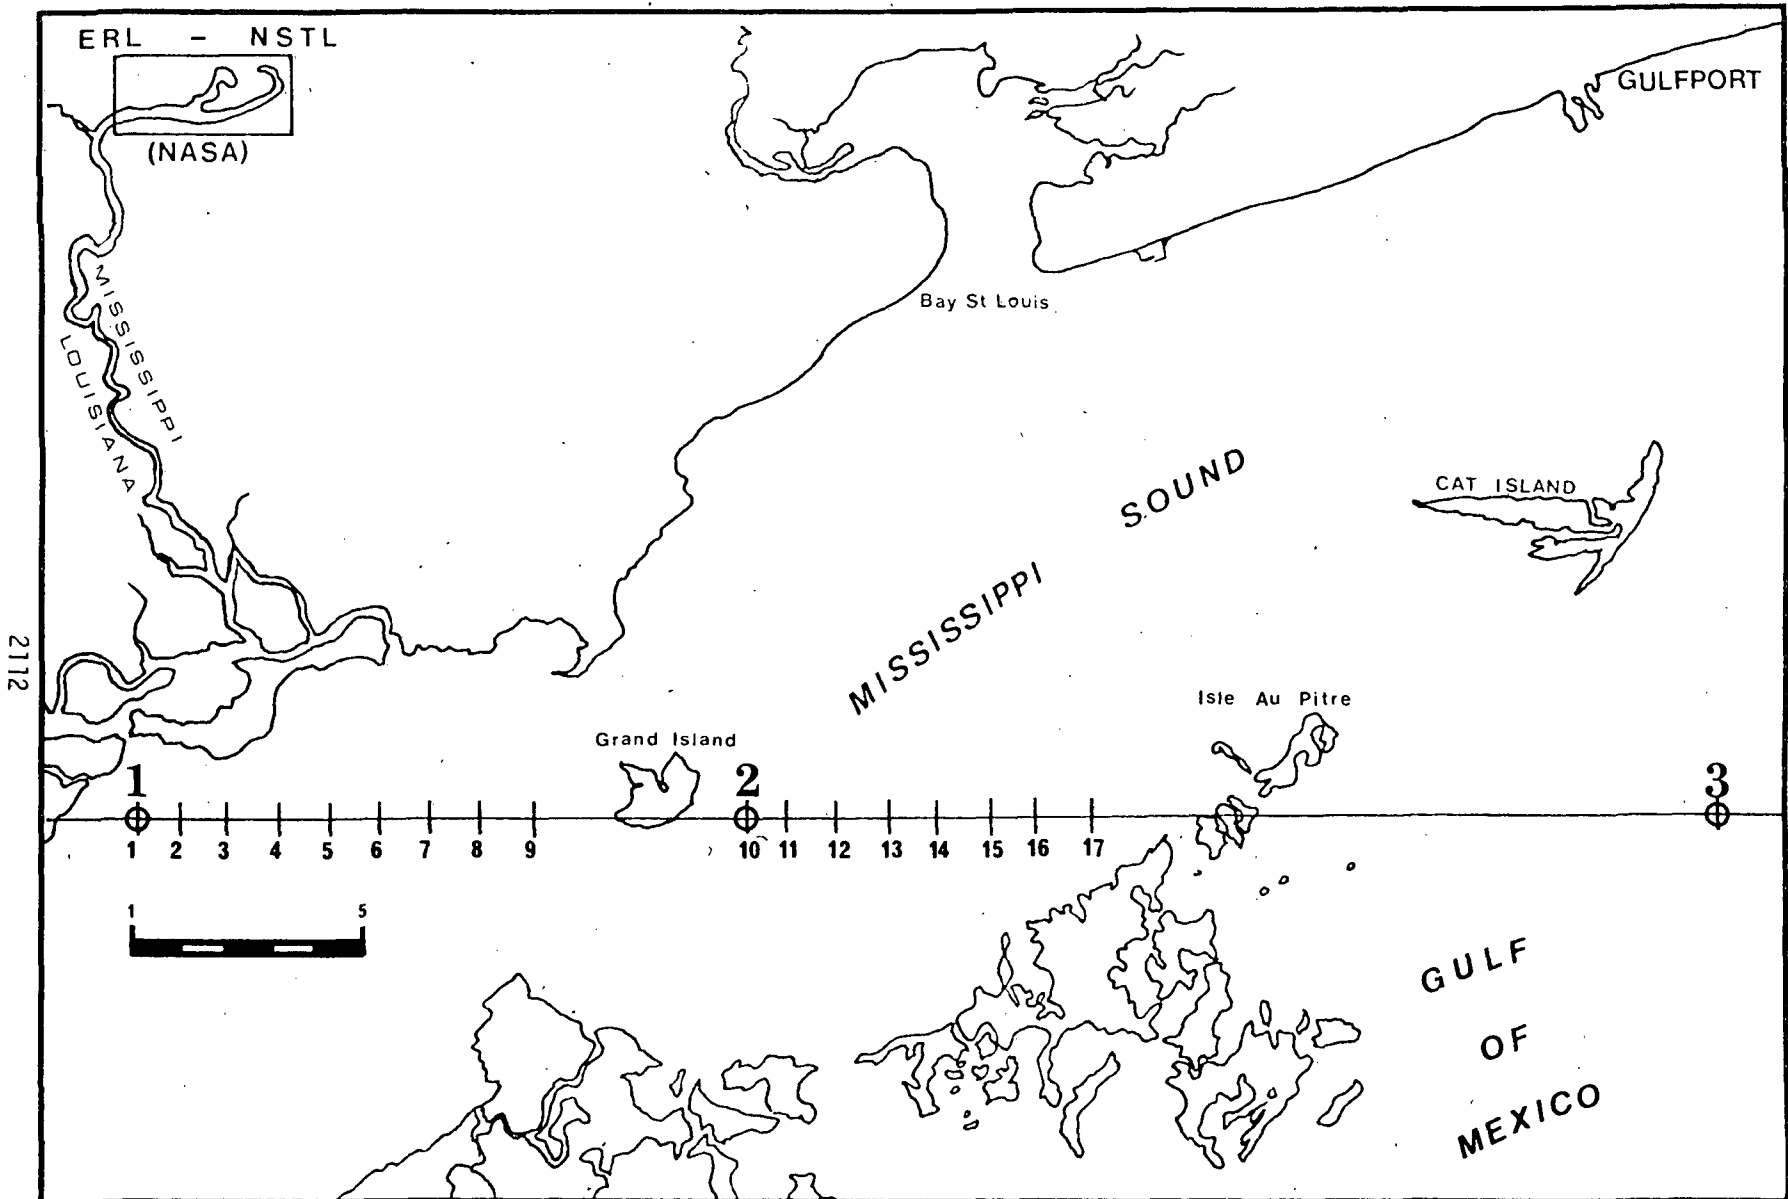 ERL - NSTL
(NASA)
GULFPORT
Bay St Louis
MISSISSIPPI
LOUISIANA
MISSISSIPPI SOUND
CAT ISLAND
Isle Au Pitre
Grand Island
2112
1 2 3
1 2 3 4 5 6 7 8 9 10 11 12 13 14 15 16 17
1 5
GULF
OF
MEXICO